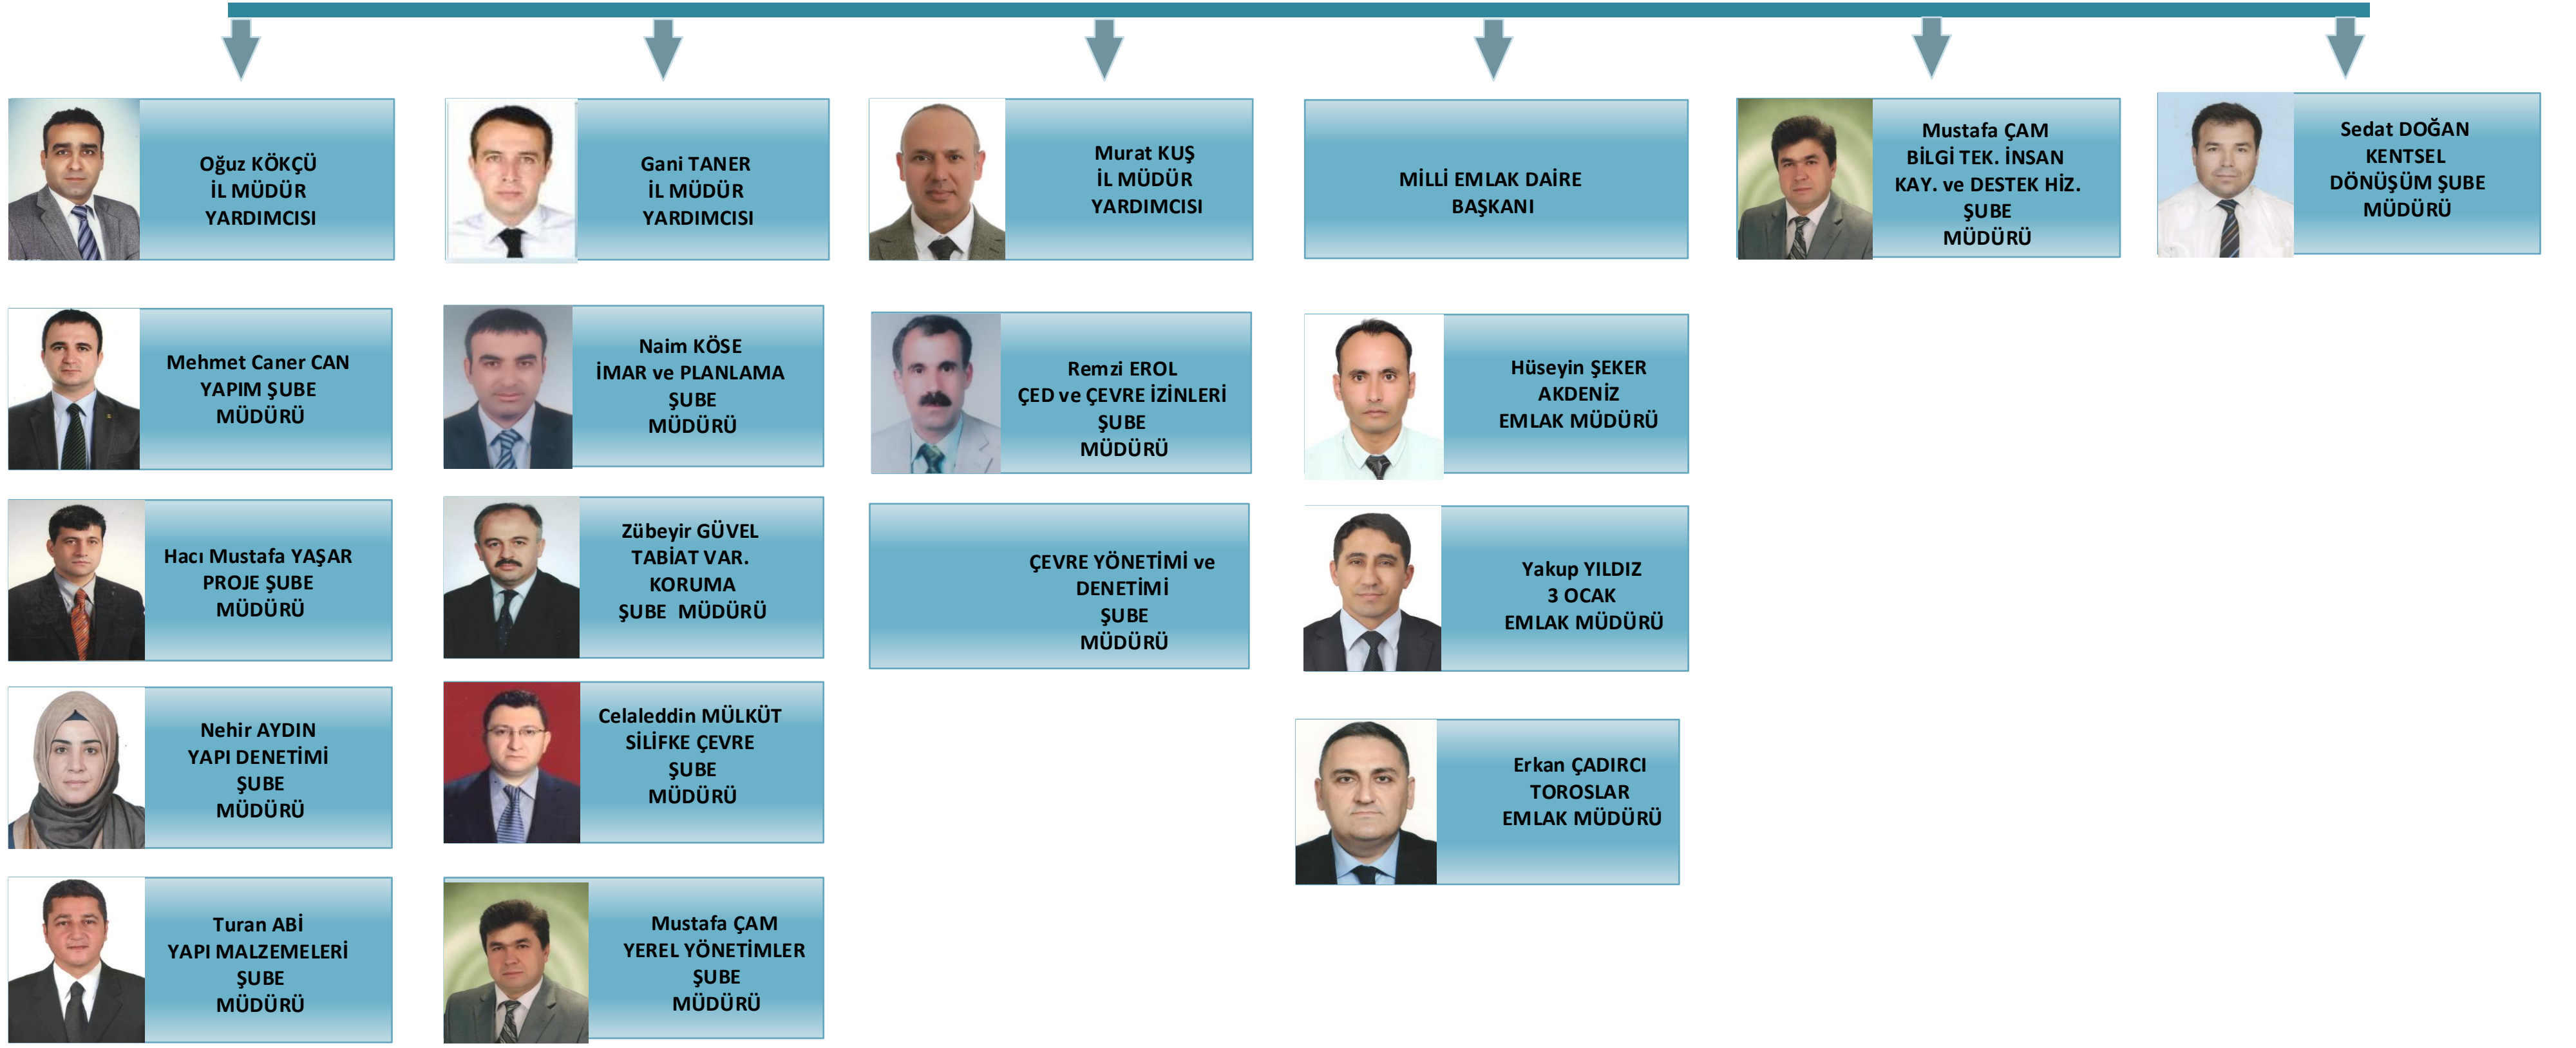 Oğuz KÖKÇÜ
İL MÜDÜR
YARDIMCISI
Gani TANER
İL MÜDÜR
YARDIMCISI
Murat KUŞ
İL MÜDÜR
YARDIMCISI
MİLLİ EMLAK DAİRE
BAŞKANI
Mustafa ÇAM
BİLGİ TEK. İNSAN
KAY. ve DESTEK HİZ.
ŞUBE
MÜDÜRÜ
Sedat DOĞAN
KENTSEL
DÖNÜŞÜM ŞUBE
MÜDÜRÜ
Mehmet Caner CAN
YAPIM ŞUBE
MÜDÜRÜ
Naim KÖSE
İMAR ve PLANLAMA
ŞUBE
MÜDÜRÜ
Remzi EROL
ÇED ve ÇEVRE İZİNLERİ
ŞUBE
MÜDÜRÜ
Hüseyin ŞEKER
AKDENİZ
EMLAK MÜDÜRÜ
Hacı Mustafa YAŞAR
PROJE ŞUBE
MÜDÜRÜ
Zübeyir GÜVEL
TABİAT VAR.
KORUMA
ŞUBE  MÜDÜRÜ
ÇEVRE YÖNETİMİ ve
DENETİMİ
ŞUBE
MÜDÜRÜ
Yakup YILDIZ
3 OCAK
EMLAK MÜDÜRÜ
Nehir AYDIN
YAPI DENETİMİ
ŞUBE
MÜDÜRÜ
Celaleddin MÜLKÜT
SİLİFKE ÇEVRE
ŞUBE
MÜDÜRÜ
Erkan ÇADIRCI
TOROSLAR
EMLAK MÜDÜRÜ
Turan ABİ
YAPI MALZEMELERİ
ŞUBE
MÜDÜRÜ
Mustafa ÇAM
YEREL YÖNETİMLER
ŞUBE
MÜDÜRÜ